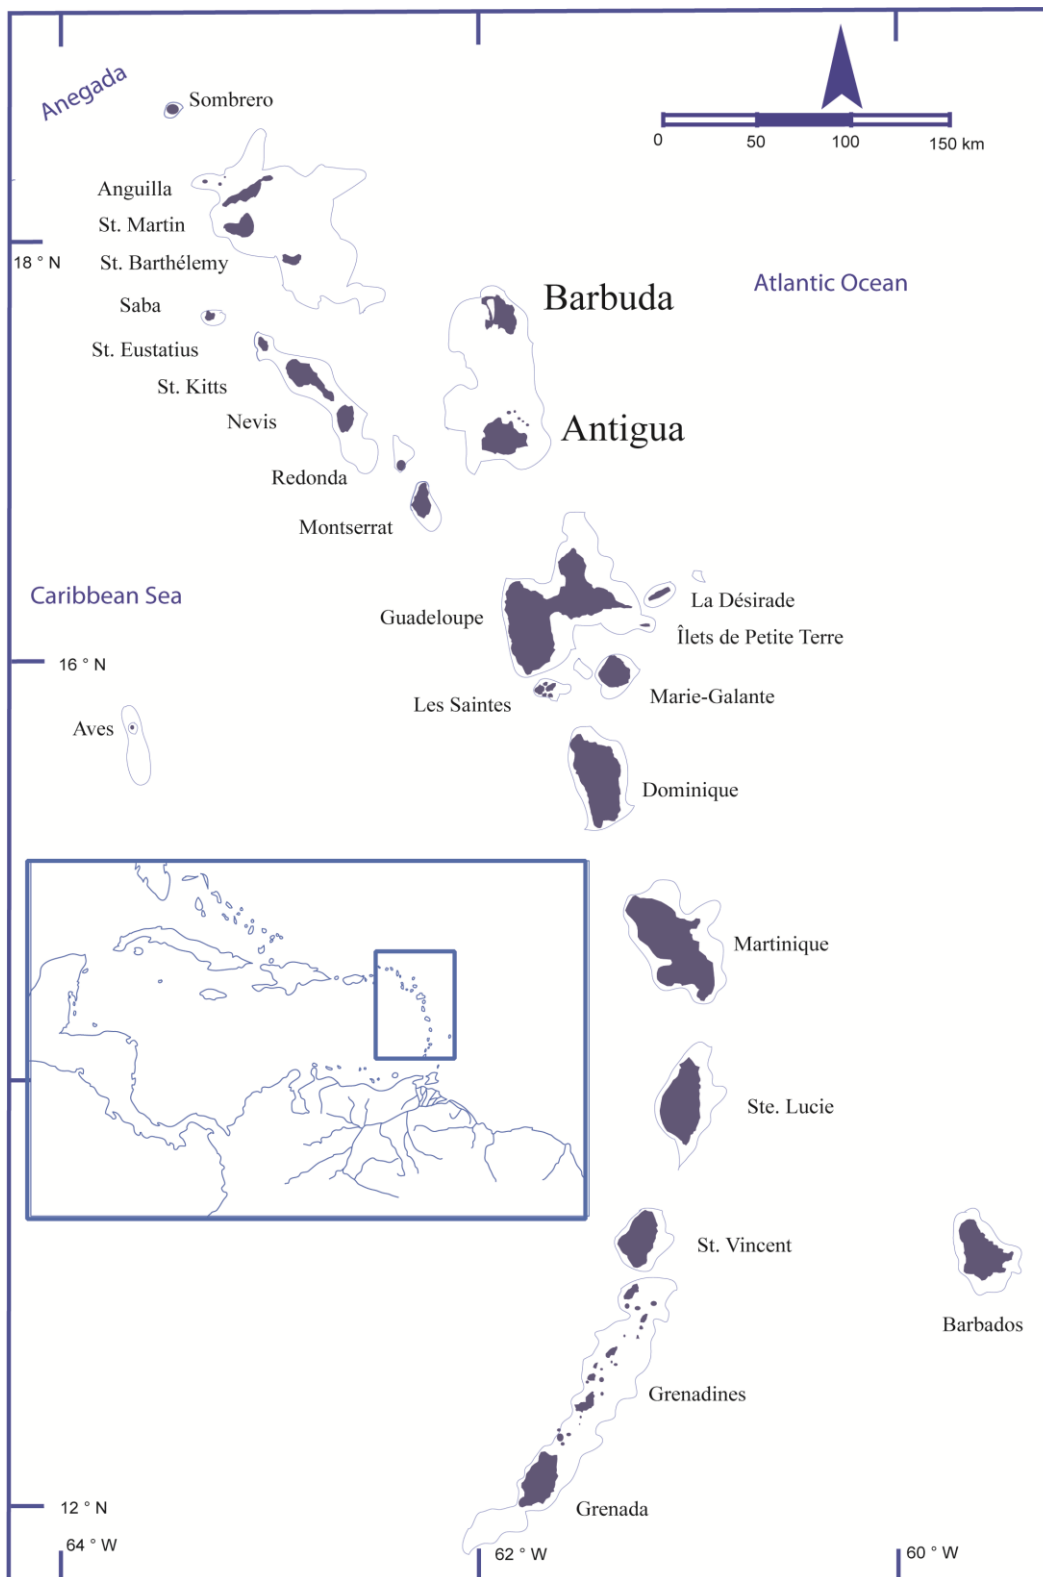 Anegada
Sombrero
0 50 100 150 km
Anguilla
St. Martin
18 ° N
St. Barthélemy
Atlantic Ocean
Barbuda
Saba
St. Eustatius
St. Kitts
Nevis
Antigua
Redonda
Montserrat
Caribbean Sea
La Désirade
Guadeloupe
Îlets de Petite Terre
16 ° N
Les Saintes
Marie-Galante
Aves
Dominique
Martinique
Ste. Lucie
St. Vincent
Barbados
Grenadines
12 ° N
Grenada
64 ° W
62 ° W
60 ° W